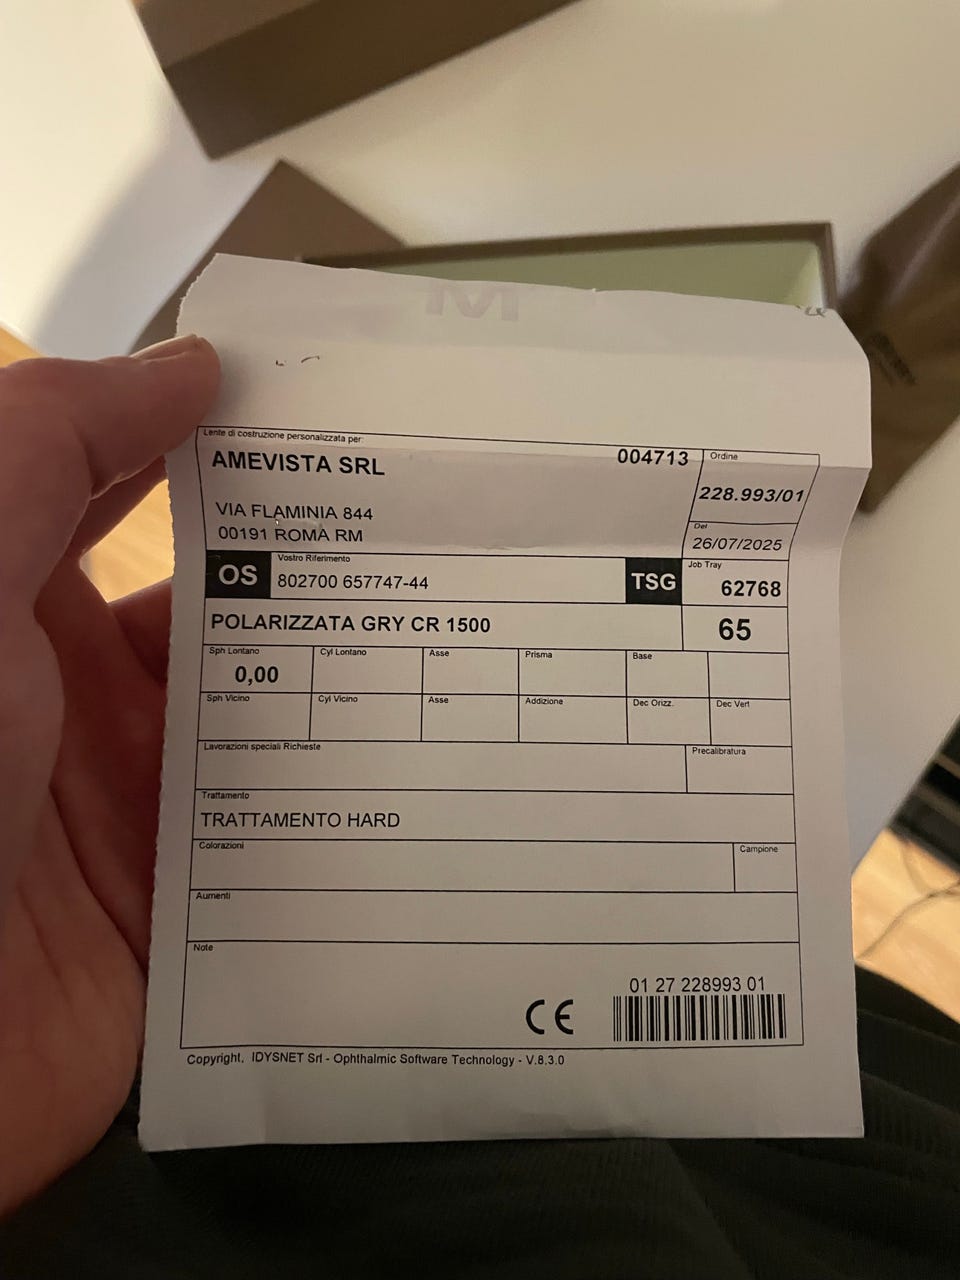 M
Lente di costruzione personalizzata per:
AMEVISTA SRL
004713
Ordine
228.993/01
VIA FLAMINIA 844
00191 ROMA RM
Del
26/07/2025
OS
Vostro Riferimento
802700 657747-44
TSG
Job Tray
62768
POLARIZZATA GRY CR 1500
65
Sph Lontano
0,00
Cyl Lontano
Asse
Prisma
Base
Sph Vicino
Cyl Vicino
Asse
Addizione
Dec Orizz.
Dec Vert
Lavorazioni speciali Richieste
Precalibratura
Trattamento
TRATTAMENTO HARD
Colorazioni
Campione
Aumenti
Note
CE
01 27 228993 01
Copyright, IDYSNET Srl - Ophthalmic Software Technology - V.8,3.0